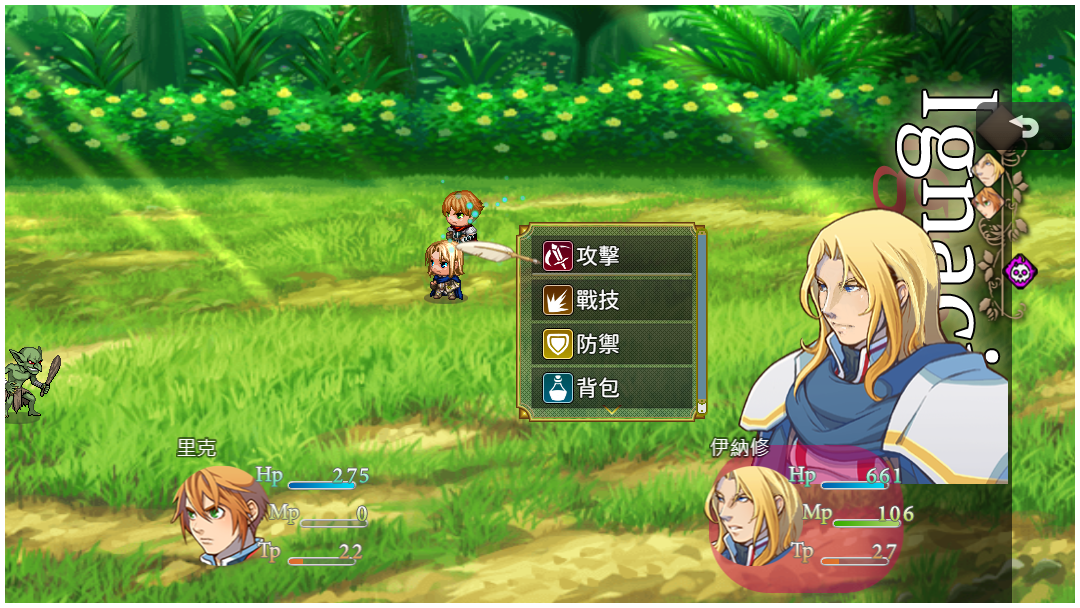 Ignaci
攻擊
戰技
防禦
背包
里克
Hp 275
Mp 0
Tp 22
伊納修
Hp 661
Mp 106
Tp 27